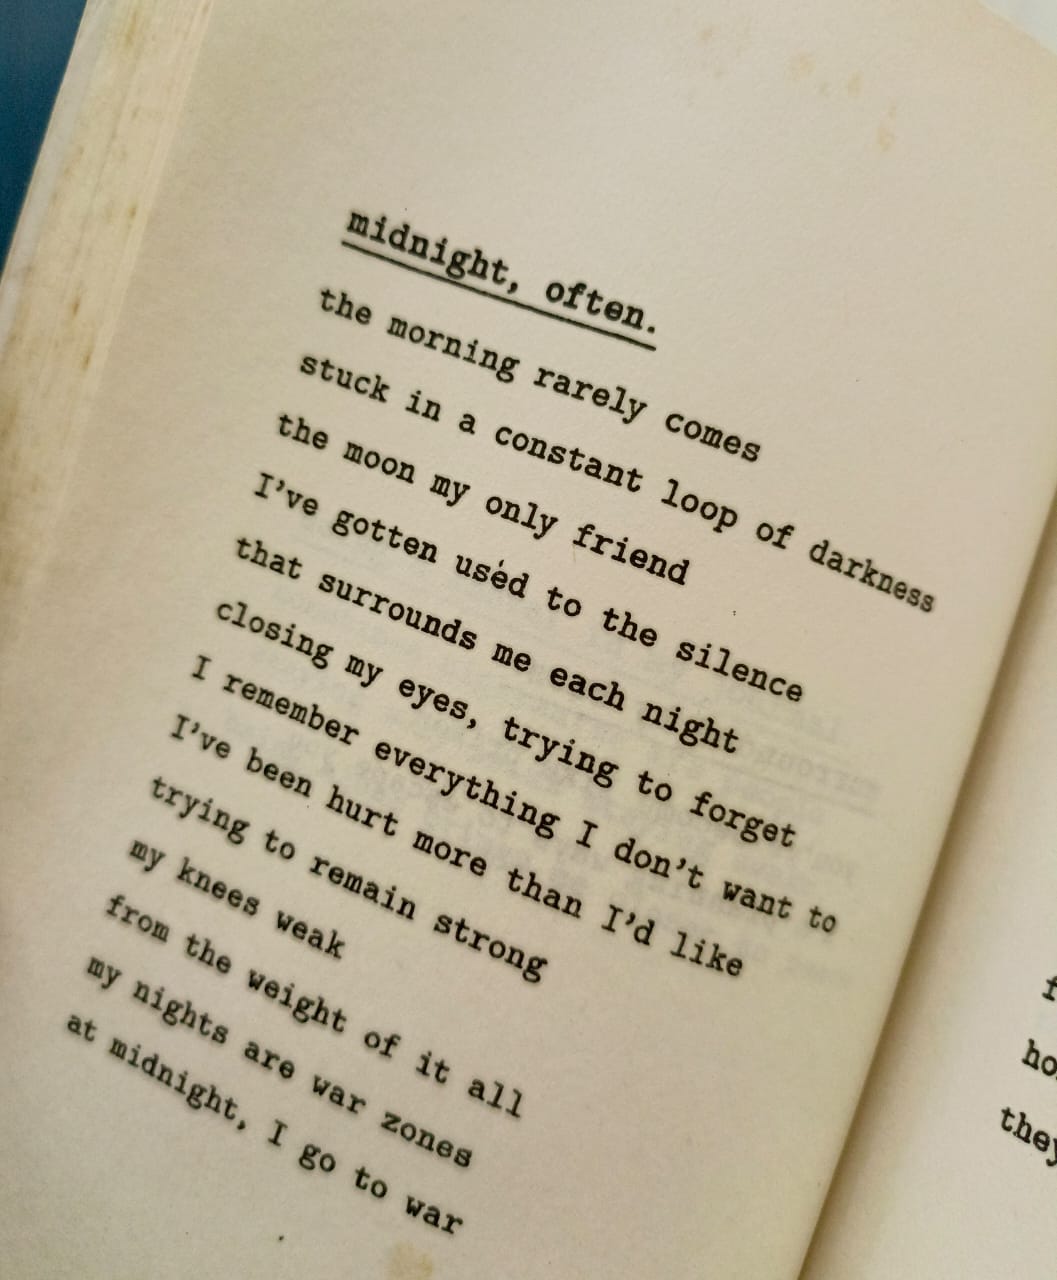 midnight, often.
the morning rarely comes
stuck in a constant loop of darkness
the moon my only friend
I've gotten used to the silence
that surrounds me each night
closing my eyes, trying to forget
I remember everything I don't want to
I've been hurt more than I'd like
trying to remain strong
my knees weak
from the weight of it all
my nights are war zones
at midnight, I go to war
they